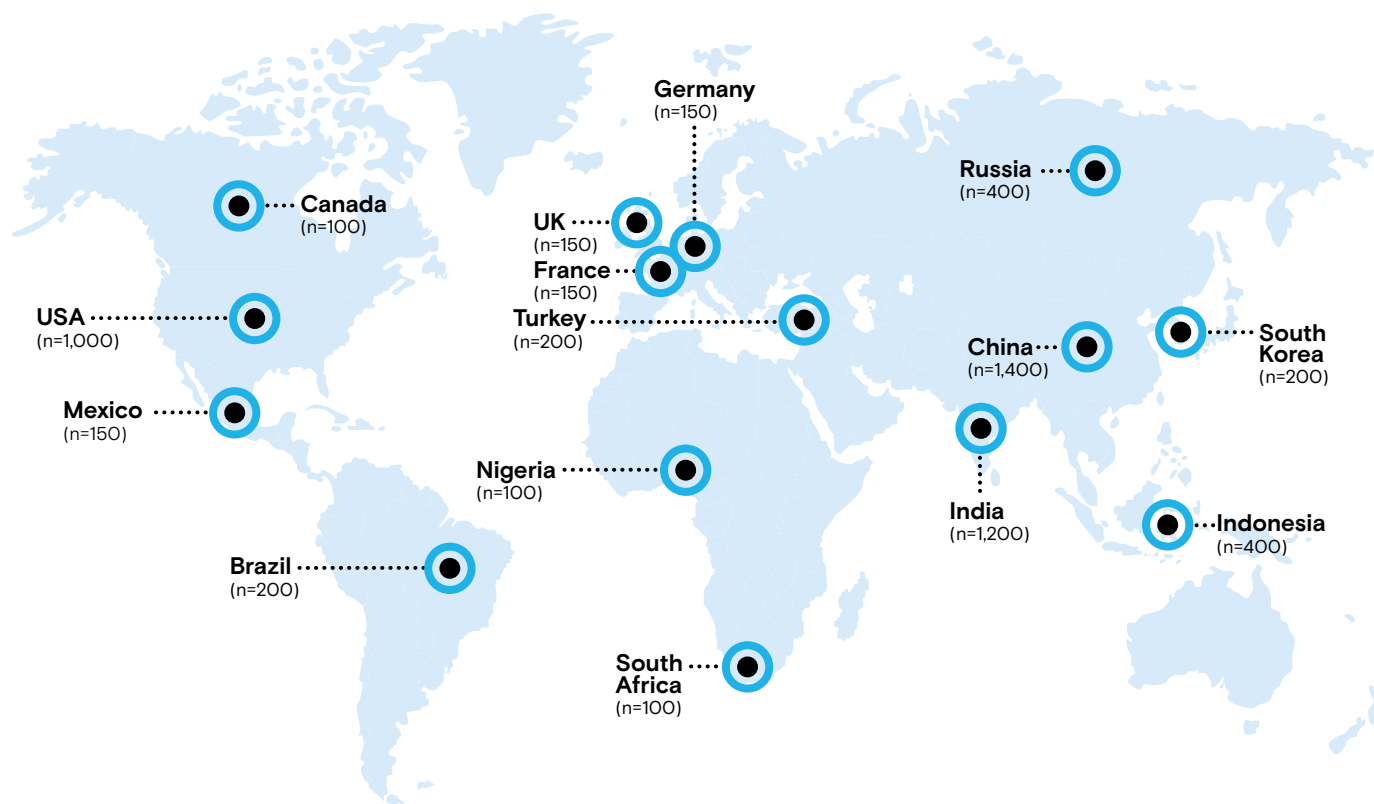 Germany
(n=150)
Russia
(n=400)
Canada
(n=100)
UK
(n=150)
France
(n=150)
USA
(n=1,000)
Turkey
(n=200)
China
(n=1,400)
South
Korea
(n=200)
Mexico
(n=150)
Nigeria
(n=100)
India
(n=1,200)
Indonesia
(n=400)
Brazil
(n=200)
South
Africa
(n=100)